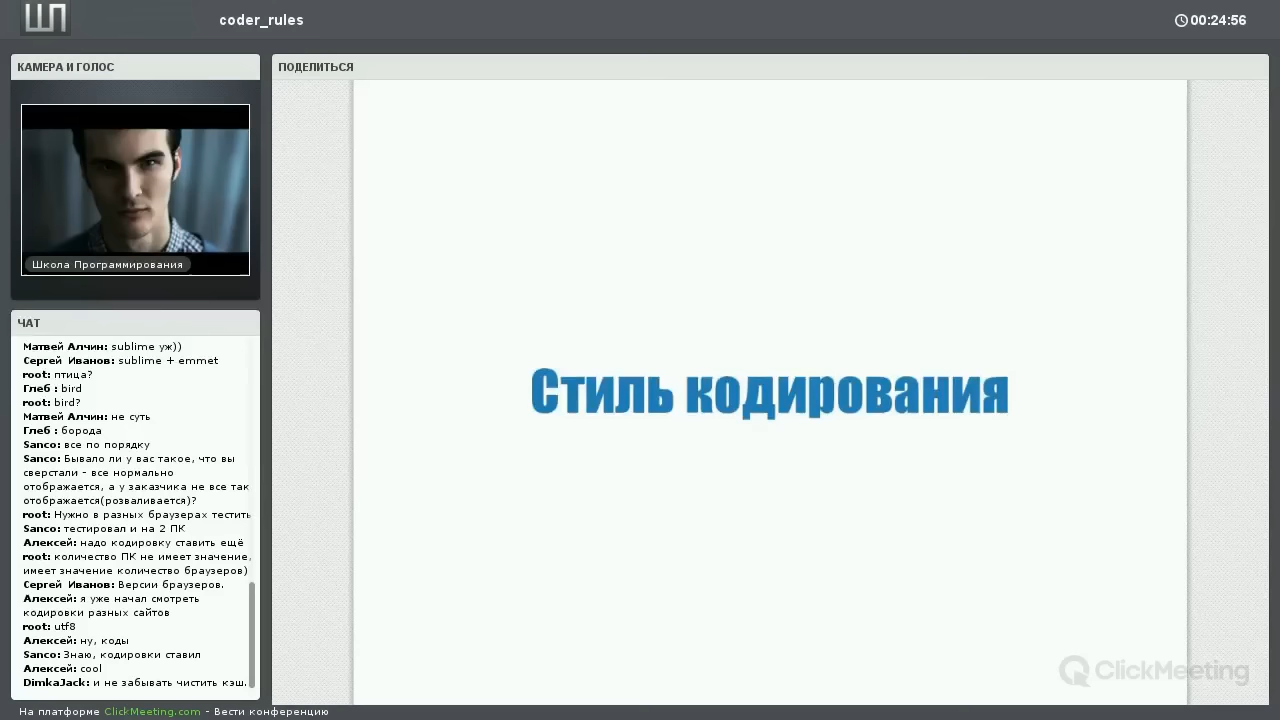 ШП
coder_rules
00:24:56
КАМЕРА И ГОЛОС
Школа Программирования
ЧАТ
Матвей Алчин: sublime уж))
Сергей Иванов: sublime + emmet
root: птица?
Глеб : bird
root: bird?
Матвей Алчин: не суть
Глеб : борода
Sanco: все по порядку
Sanco: Бывало ли у вас такое, что вы
сверстали - все нормально
отображается, а у заказчика не все так
отображается(розваливается)?
root: Нужно в разных браузерах тестить
Sanco: тестировал и на 2 ПК
Алексей: надо кодировку ставить ещё
root: количество ПК не имеет значение,
имеет значение количество браузеров)
Сергей Иванов: Версии браузеров.
Алексей: я уже начал смотреть
кодировки разных сайтов
root: utf8
Алексей: ну, коды
Sanco: Знаю, кодировки ставил
Алексей: cool
DimkaJack: и не забывать чистить кэш.
ПОДЕЛИТЬСЯ
Стиль кодирования
ClickMeeting
На платформе ClickMeeting.com - Вести конференцию